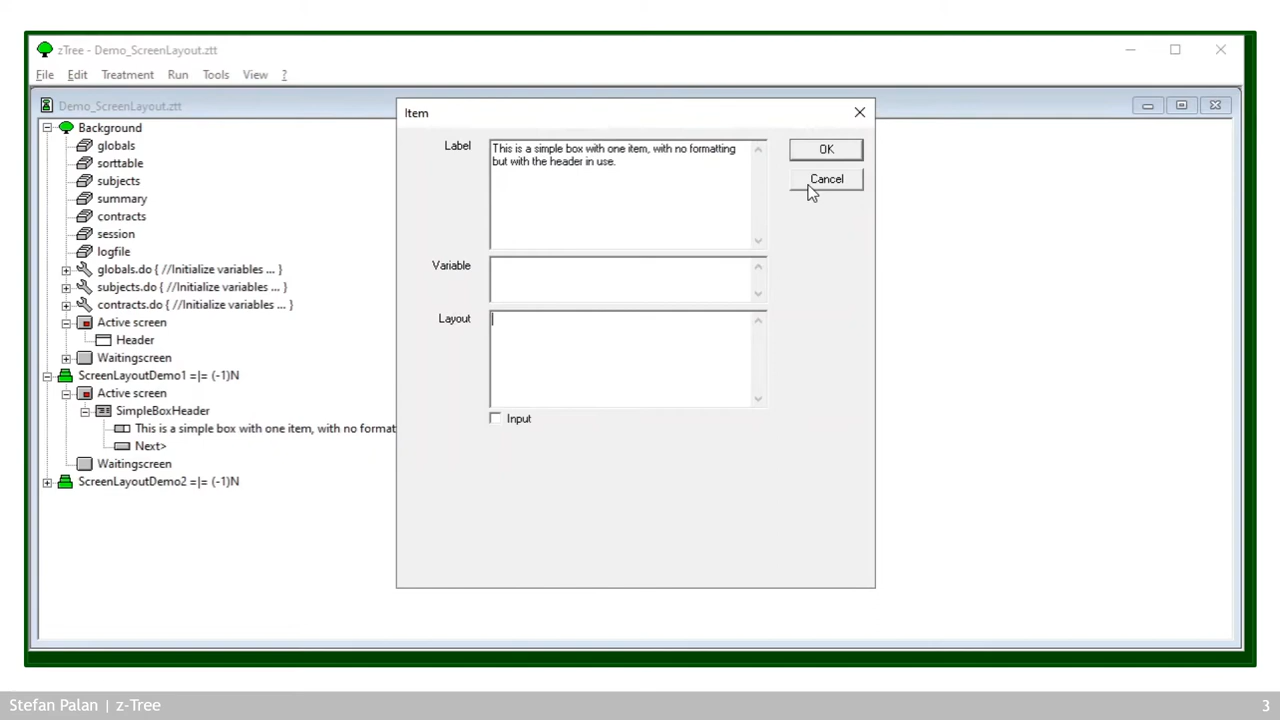 zTree - Demo_ScreenLayout.ztt
File Edit Treatment Run Tools View ?
Demo_ScreenLayout.ztt
Background
globals
sorttable
subjects
summary
contracts
session
logfile
globals.do { //Initialize variables ... }
subjects.do { //Initialize variables ... }
contracts.do { //Initialize variables ... }
Active screen
Header
Waitingscreen
ScreenLayoutDemo1 =|= (-1)N
Active screen
SimpleBoxHeader
This is a simple box with one item, with no format
Next>
Waitingscreen
ScreenLayoutDemo2 =|= (-1)N
Item
Label
This is a simple box with one item, with no formatting
but with the header in use.
OK
Cancel
Variable
Layout
Input
Stefan Palan | z-Tree
3